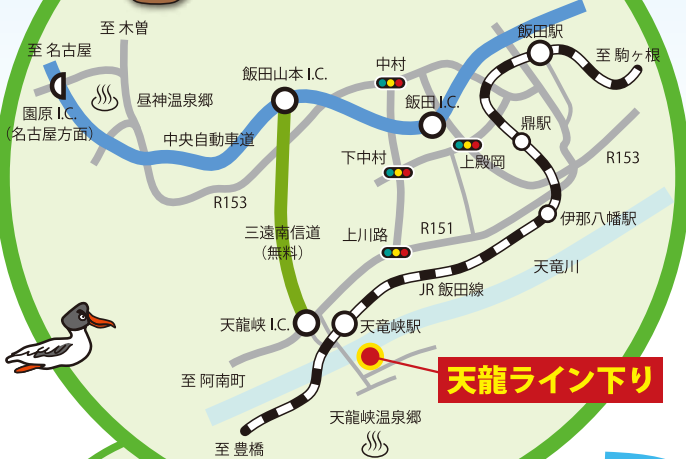 至 木曽
至 名古屋
飯田駅
至 駒ヶ根
中村
飯田山本 I.C.
昼神温泉郷
飯田 I.C.
園原 I.C.
(名古屋方面)
鼎駅
中央自動車道
下中村
上殿岡
R153
R153
三遠南信道
(無料)
上川路
R151
伊那八幡駅
天竜川
JR 飯田線
天龍峡 I.C.
天竜峡駅
至 阿南町
天龍ライン下り
天龍峡温泉郷
至 豊橋